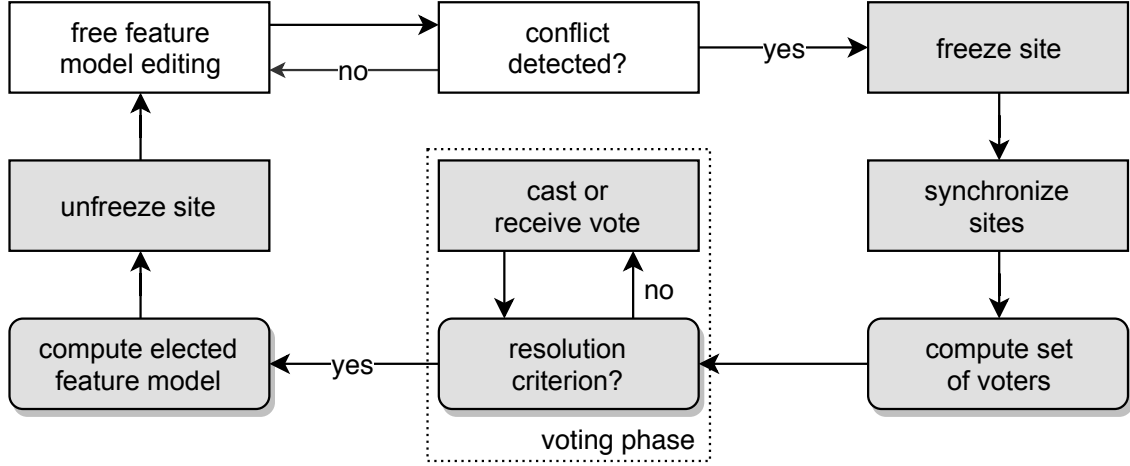 free feature
model editing
conflict
detected?
yes
freeze site
no
unfreeze site
cast or
receive vote
synchronize
sites
no
compute elected
feature model
yes
resolution
criterion?
compute set
of voters
voting phase